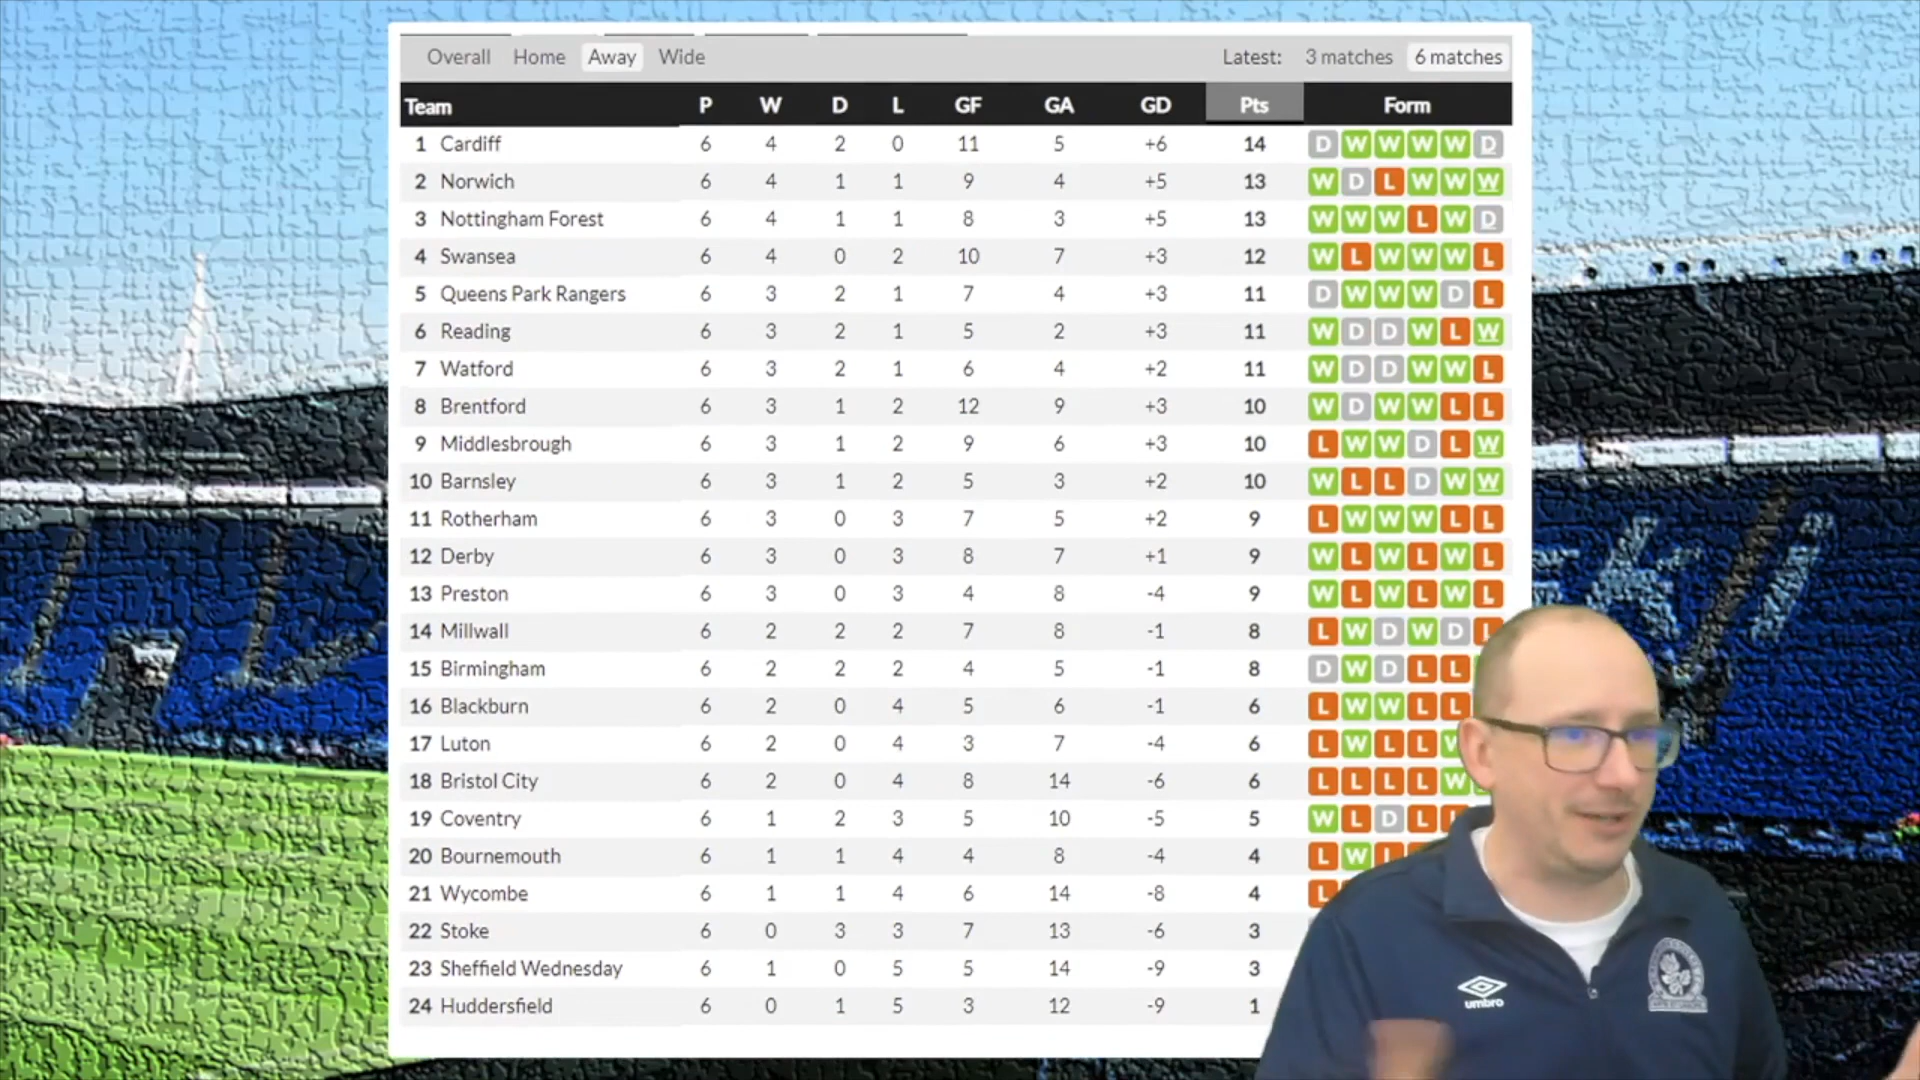 Overall Home Away Wide Latest: 3 matches 6 matches
Team P W D L GF GA GD Pts Form
1 Cardiff 6 4 2 0 11 5 +6 14 D W W W W D
2 Norwich 6 4 1 1 9 4 +5 13 W D L W W W
3 Nottingham Forest 6 4 1 1 8 3 +5 13 W W W L W D
4 Swansea 6 4 0 2 10 7 +3 12 W L W W W L
5 Queens Park Rangers 6 3 2 1 7 4 +3 11 D W W W D L
6 Reading 6 3 2 1 5 2 +3 11 W D D W L W
7 Watford 6 3 2 1 6 4 +2 11 W D D W W L
8 Brentford 6 3 1 2 12 9 +3 10 W D W W L L
9 Middlesbrough 6 3 1 2 9 6 +3 10 L W W D L W
10 Barnsley 6 3 1 2 5 3 +2 10 W L L D W W
11 Rotherham 6 3 0 3 7 5 +2 9 L W W W L L
12 Derby 6 3 0 3 8 7 +1 9 W L W L W L
13 Preston 6 3 0 3 4 8 -4 9 W L W L W L
14 Millwall 6 2 2 2 7 8 -1 8 L W D W D L
15 Birmingham 6 2 2 2 4 5 -1 8 D W D L L
16 Blackburn 6 2 0 4 5 6 -1 6 L W W L L
17 Luton 6 2 0 4 3 7 -4 6 L W L L W
18 Bristol City 6 2 0 4 8 14 -6 6 L L L L W
19 Coventry 6 1 2 3 5 10 -5 5 W L D L L
20 Bournemouth 6 1 1 4 4 8 -4 4 L W L
21 Wycombe 6 1 1 4 6 14 -8 4 L
22 Stoke 6 0 3 3 7 13 -6 3
23 Sheffield Wednesday 6 1 0 5 5 14 -9 3
24 Huddersfield 6 0 1 5 3 12 -9 1
umbro